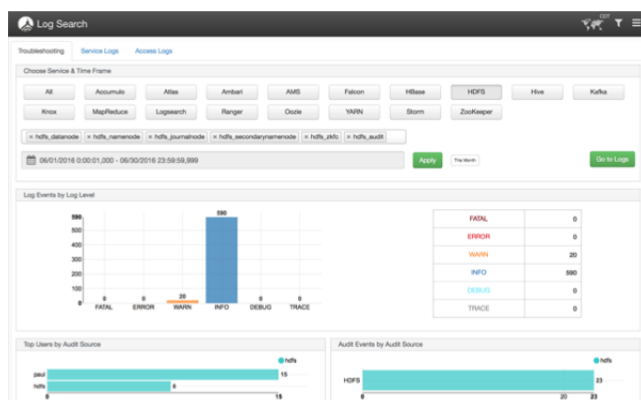 Log Search CDT
Troubleshooting Service Logs Access Logs
Choose Service & Time Frame
All Accumulo Atlas Ambari AMS Falcon HBase HDFS Hive Kafka
Knox MapReduce Logsearch Ranger Oozie YARN Storm ZooKeeper
× hdfs_datanode × hdfs_namenode × hdfs_journalnode × hdfs_secondarynamenode × hdfs_zkfc × hdfs_audit
06/01/2016 0:00:01,000 - 06/30/2016 23:59:59,999 Apply This Month Go to Logs
Log Events by Log Level
590
500
400
300
200
100
0
0 0 20 590 0 0
FATAL ERROR WARN INFO DEBUG TRACE
FATAL 0
ERROR 0
WARN 20
INFO 590
DEBUG 0
TRACE 0
Top Users by Audit Source
hdfs
paul 15
hdfs 8
0 15
Audit Events by Audit Source
hdfs
HDFS 23
0 20 23